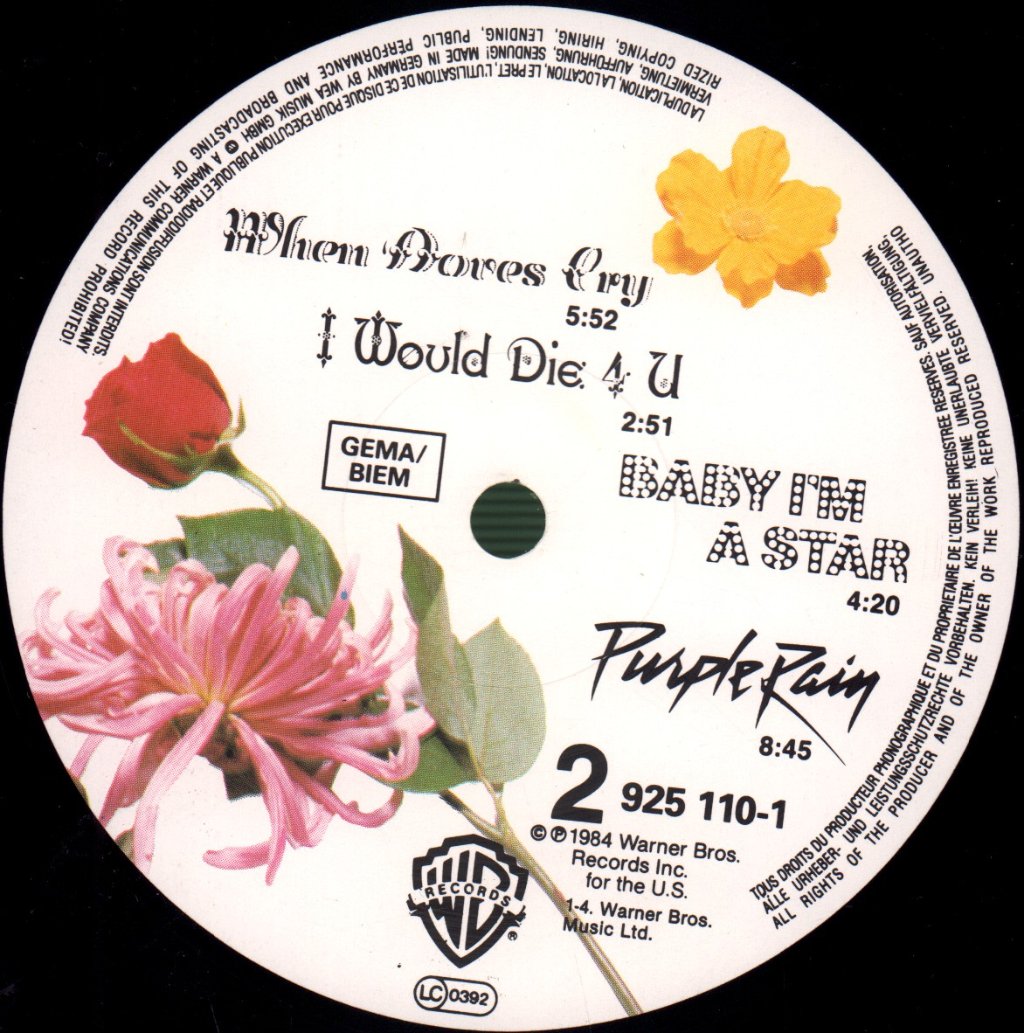 When Doves Cry
5:52
I Would Die 4 U
2:51
GEMA/
BIEM
BABY I'M
A STAR
4:20
Purple Rain
8:45
2 925 110-1
© ℗ 1984 Warner Bros.
Records Inc.
for the U.S.
1-4. Warner Bros.
Music Ltd.
WB
RECORDS
®
LC 0392
TOUS DROITS DU PRODUCTEUR PHONOGRAPHIQUE ET DU PROPRIETAIRE DE L'ŒUVRE ENREGISTREE RESERVES. SAUF AUTORISATION,
LA DUPLICATION, LA LOCATION, LE PRET, L'UTILISATION DE CE DISQUE POUR EXECUTION PUBLIQUE ET RADIODIFFUSION SONT INTERDITS.
ALLE URHEBER- UND LEISTUNGSSCHUTZRECHTE VORBEHALTEN. KEIN VERLEIH! KEINE UNERLAUBTE VERVIELFÄLTIGUNG,
VERMIETUNG, AUFFÜHRUNG, SENDUNG! MADE IN GERMANY BY WEA MUSIK GMBH A WARNER COMMUNICATIONS COMPANY
ALL RIGHTS OF THE PRODUCER AND OF THE OWNER OF THE WORK REPRODUCED RESERVED. UNAUTHO
RIZED COPYING, HIRING, LENDING, PUBLIC PERFORMANCE AND BROADCASTING OF THIS RECORD PROHIBITED!